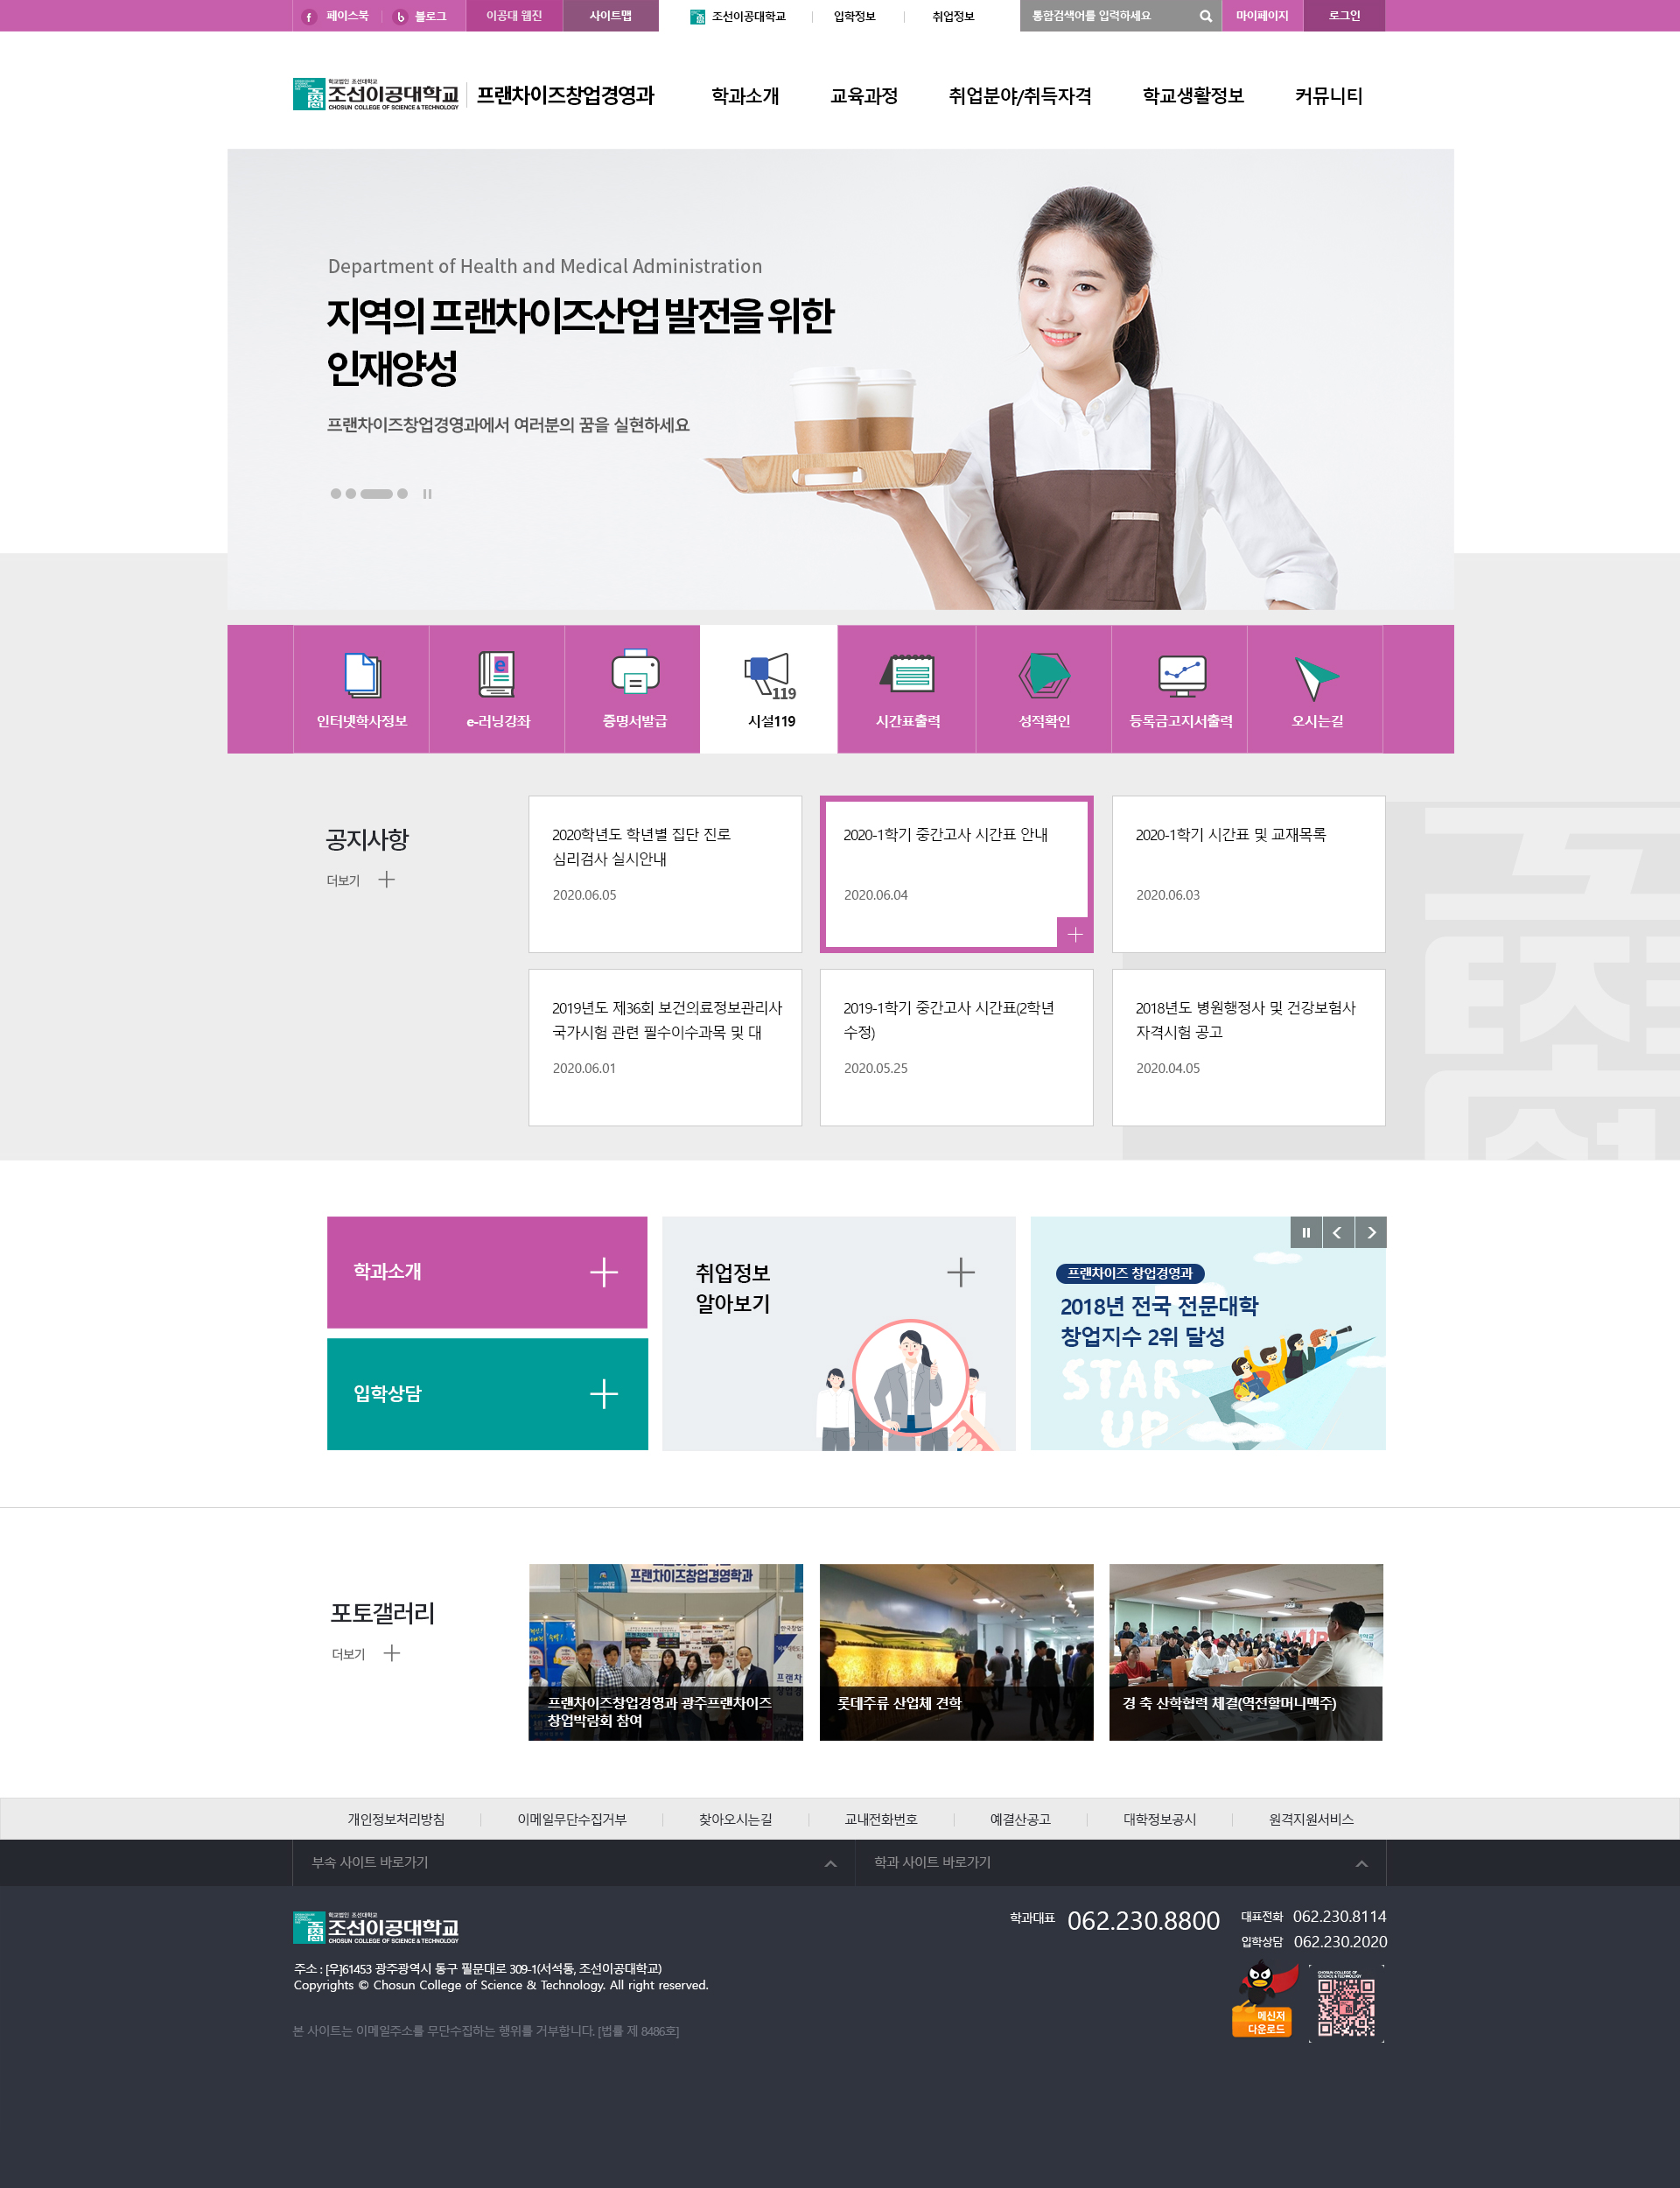 페이스북
블로그
이공대 웹진
사이트맵
조선이공대학교
입학정보
취업정보
통합검색어를 입력하세요
마이페이지
로그인
학교법인 조선대학교
조선이공대학교
CHOSUN COLLEGE OF SCIENCE & TECHNOLOGY
프랜차이즈창업경영과
학과소개
교육과정
취업분야/취득자격
학교생활정보
커뮤니티
Department of Health and Medical Administration
지역의 프랜차이즈산업 발전을 위한
인재양성
프랜차이즈창업경영과에서 여러분의 꿈을 실현하세요
인터넷학사정보
e
e-러닝강좌
증명서발급
119
시설119
시간표출력
성적확인
등록금고지서출력
오시는길
공지사항
더보기
2020학년도 학년별 집단 진로
심리검사 실시안내
2020.06.05
2020-1학기 중간고사 시간표 안내
2020.06.04
2020-1학기 시간표 및 교재목록
2020.06.03
2019년도 제36회 보건의료정보관리사
국가시험 관련 필수이수과목 및 대
2020.06.01
2019-1학기 중간고사 시간표(2학년
수정)
2020.05.25
2018년도 병원행정사 및 건강보험사
자격시험 공고
2020.04.05
학과소개
입학상담
취업정보
알아보기
프랜차이즈 창업경영과
2018년 전국 전문대학
창업지수 2위 달성
START
UP
포토갤러리
더보기
프랜차이즈창업경영학과
프랜차이즈창업경영과 광주프랜차이즈
창업박람회 참여
롯데주류 산업체 견학
경 축 산학협력 체결(역전할머니맥주)
개인정보처리방침
이메일무단수집거부
찾아오시는길
교내전화번호
예결산공고
대학정보공시
원격지원서비스
부속 사이트 바로가기
학과 사이트 바로가기
학교법인 조선대학교
조선이공대학교
CHOSUN COLLEGE OF SCIENCE & TECHNOLOGY
학과대표 062.230.8800
대표전화 062.230.8114
입학상담 062.230.2020
주소 : [우]61453 광주광역시 동구 필문대로 309-1(서석동, 조선이공대학교)
Copyrights © Chosun College of Science & Technology. All right reserved.
메신저
다운로드
CHOSUN COLLEGE OF
SCIENCE & TECHNOLOGY
본 사이트는 이메일주소를 무단수집하는 행위를 거부합니다. [법률 제 8486호]